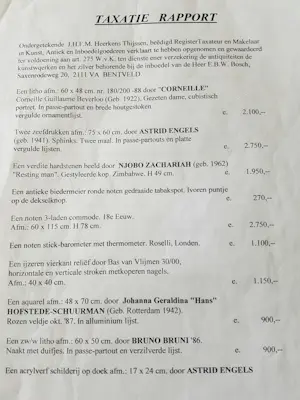 TAXATIE RAPPORT
Ondergetekende J.H.T.M. Heerkens Thijssen, beëdigd Register Taxateur en Makelaar
in Kunst, Antiek en Inboedelgoederen verklaart te hebben opgenomen en gewaardeerd
ter voldoening aan art. 275 W.v.K, ten dienste ener verzekering de antiquiteiten de
kunstwerken en het zilver behorende bij de inboedel van de Heer E.B.W. Bosch,
Saxenrodeweg 20, 2111 VA BENTVELD
Een litho afm.: 60 x 48 cm. nr. 180/200 -88 door "CORNEILLE"
Corneille Guillaume Beverloo (Geb. 1922). Gezeten dame, cubistisch
portret. In passe-partout en brede houtgestoken
vergulde ornamentlijst. e. 2.100,--
Twee zeefdrukken afm.: 75 x 60 cm. door ASTRID ENGELS
(geb. 1941). Sphinks. Twee maal. In passe-partouts en platte
vergulde lijsten. e. 2.750,--
Een verdite hardstenen beeld door NJOBO ZACHARIAH (geb. 1962)
"Resting man". Gestyleerde kop. Zimbabwe. H 49 cm. e. 1.950,--
Een antieke biedermeier ronde noten gedraaide tabakspot. Ivoren puntje
op de dekselknop. e. 270,--
Een noten 3-laden commode. 18e Eeuw.
Afm.: 60 x 115 cm. H 78 cm. e. 2.750,--
Een noten stick-barometer met thermometer. Roselli, Londen. e. 1.100,--
Een ijzeren vierkant reliëf door Bas van Vlijmen 30/00,
horizontale en verticale stroken metkoperen nagels.
Afm.: 40 x 40 cm. e. 1.150,--
Een aquarel afm.: 48 x 70 cm. door Johanna Geraldina "Hans"
HOFSTEDE-SCHUURMAN (Geb. Rotterdam 1942).
Rozen veldje okt. '87. In alluminium lijst. e. 900,--
Een zw/w litho afm.: 60 x 50 cm. door BRUNO BRUNI '86.
Naakt met duifjes. In passe-partout en verzilverde lijst. e. 900,--
Een acrylverf schilderij op doek afm.: 17 x 24 cm. door ASTRID ENGELS